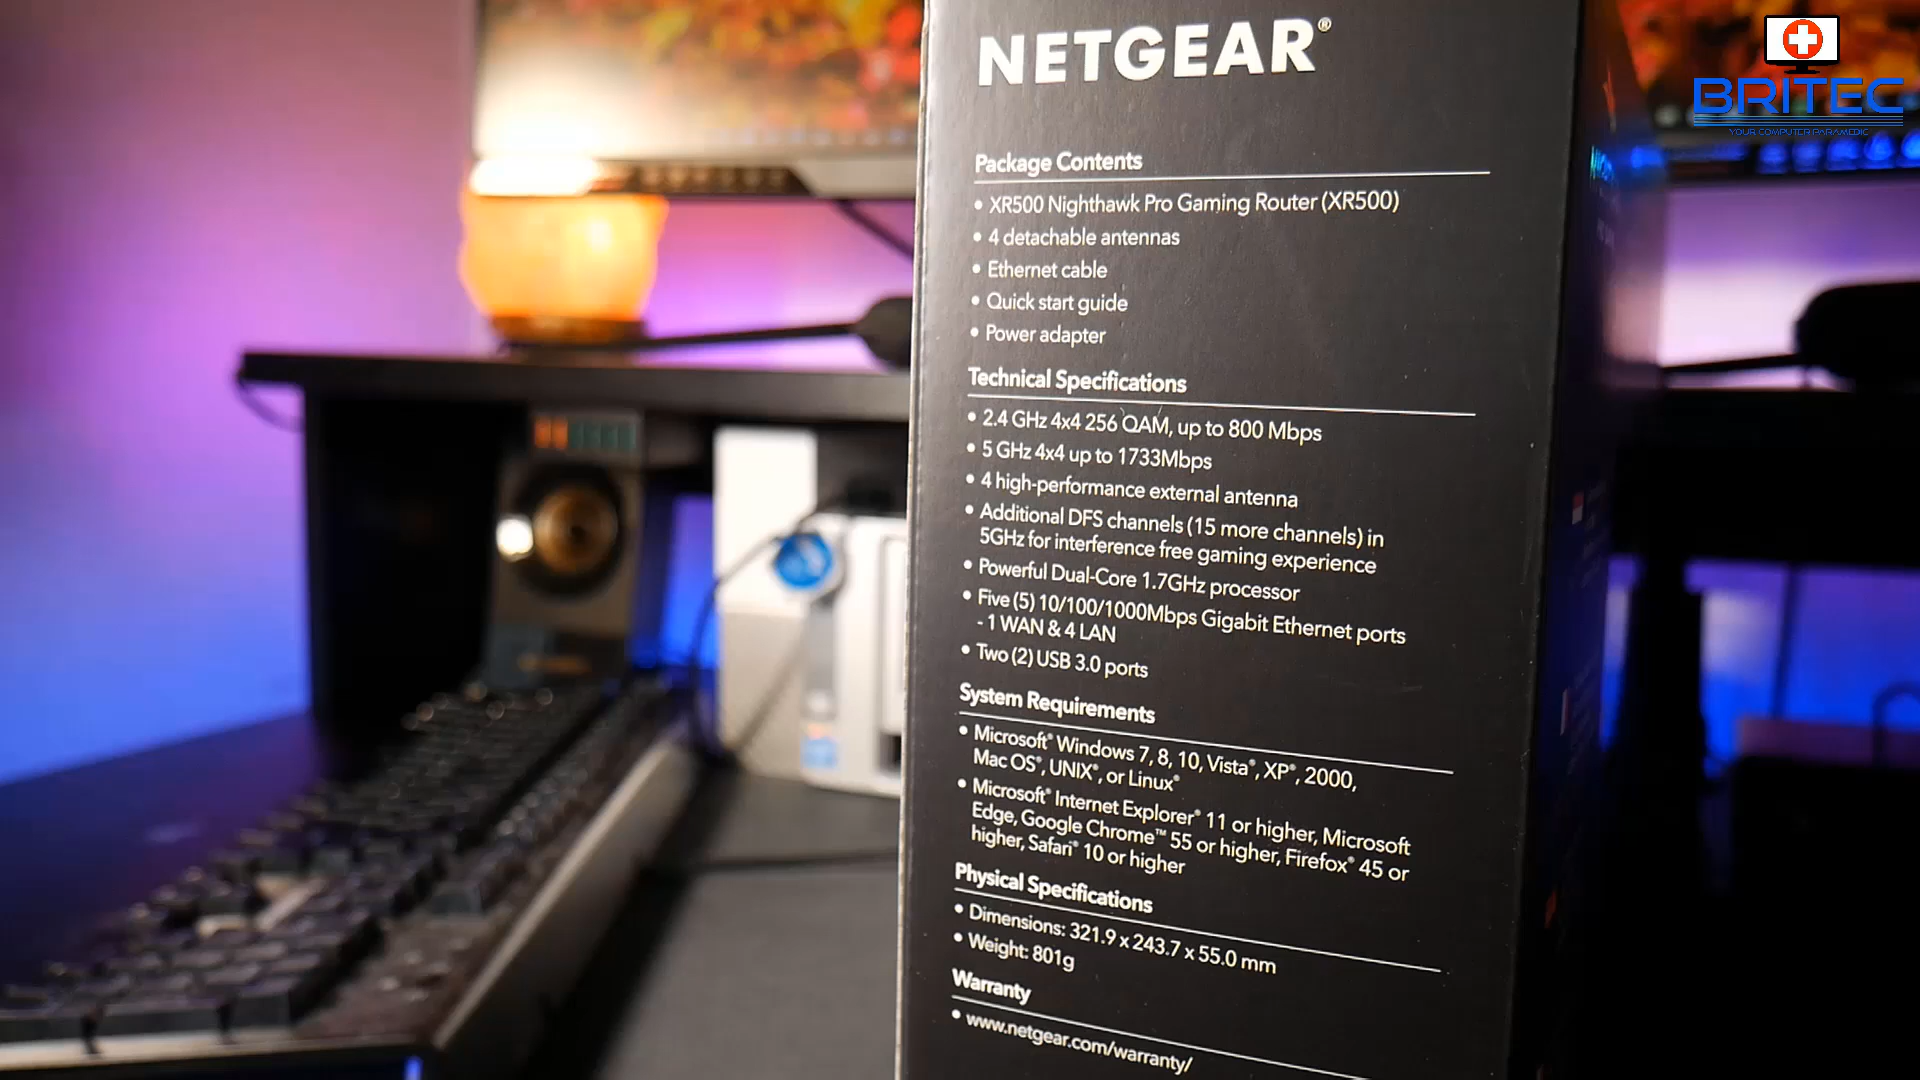 NETGEAR®
BRITEC
YOUR COMPUTER PARAMEDIC
Package Contents
• XR500 Nighthawk Pro Gaming Router (XR500)
• 4 detachable antennas
• Ethernet cable
• Quick start guide
• Power adapter
Technical Specifications
• 2.4 GHz 4x4 256 QAM, up to 800 Mbps
• 5 GHz 4x4 up to 1733Mbps
• 4 high-performance external antenna
• Additional DFS channels (15 more channels) in
5GHz for interference free gaming experience
• Powerful Dual-Core 1.7GHz processor
• Five (5) 10/100/1000Mbps Gigabit Ethernet ports
- 1 WAN & 4 LAN
• Two (2) USB 3.0 ports
System Requirements
• Microsoft® Windows 7, 8, 10, Vista®, XP®, 2000,
Mac OS®, UNIX®, or Linux®
• Microsoft® Internet Explorer® 11 or higher, Microsoft
Edge, Google Chrome™ 55 or higher, Firefox® 45 or
higher, Safari® 10 or higher
Physical Specifications
• Dimensions: 321.9 x 243.7 x 55.0 mm
• Weight: 801g
Warranty
• www.netgear.com/warranty/